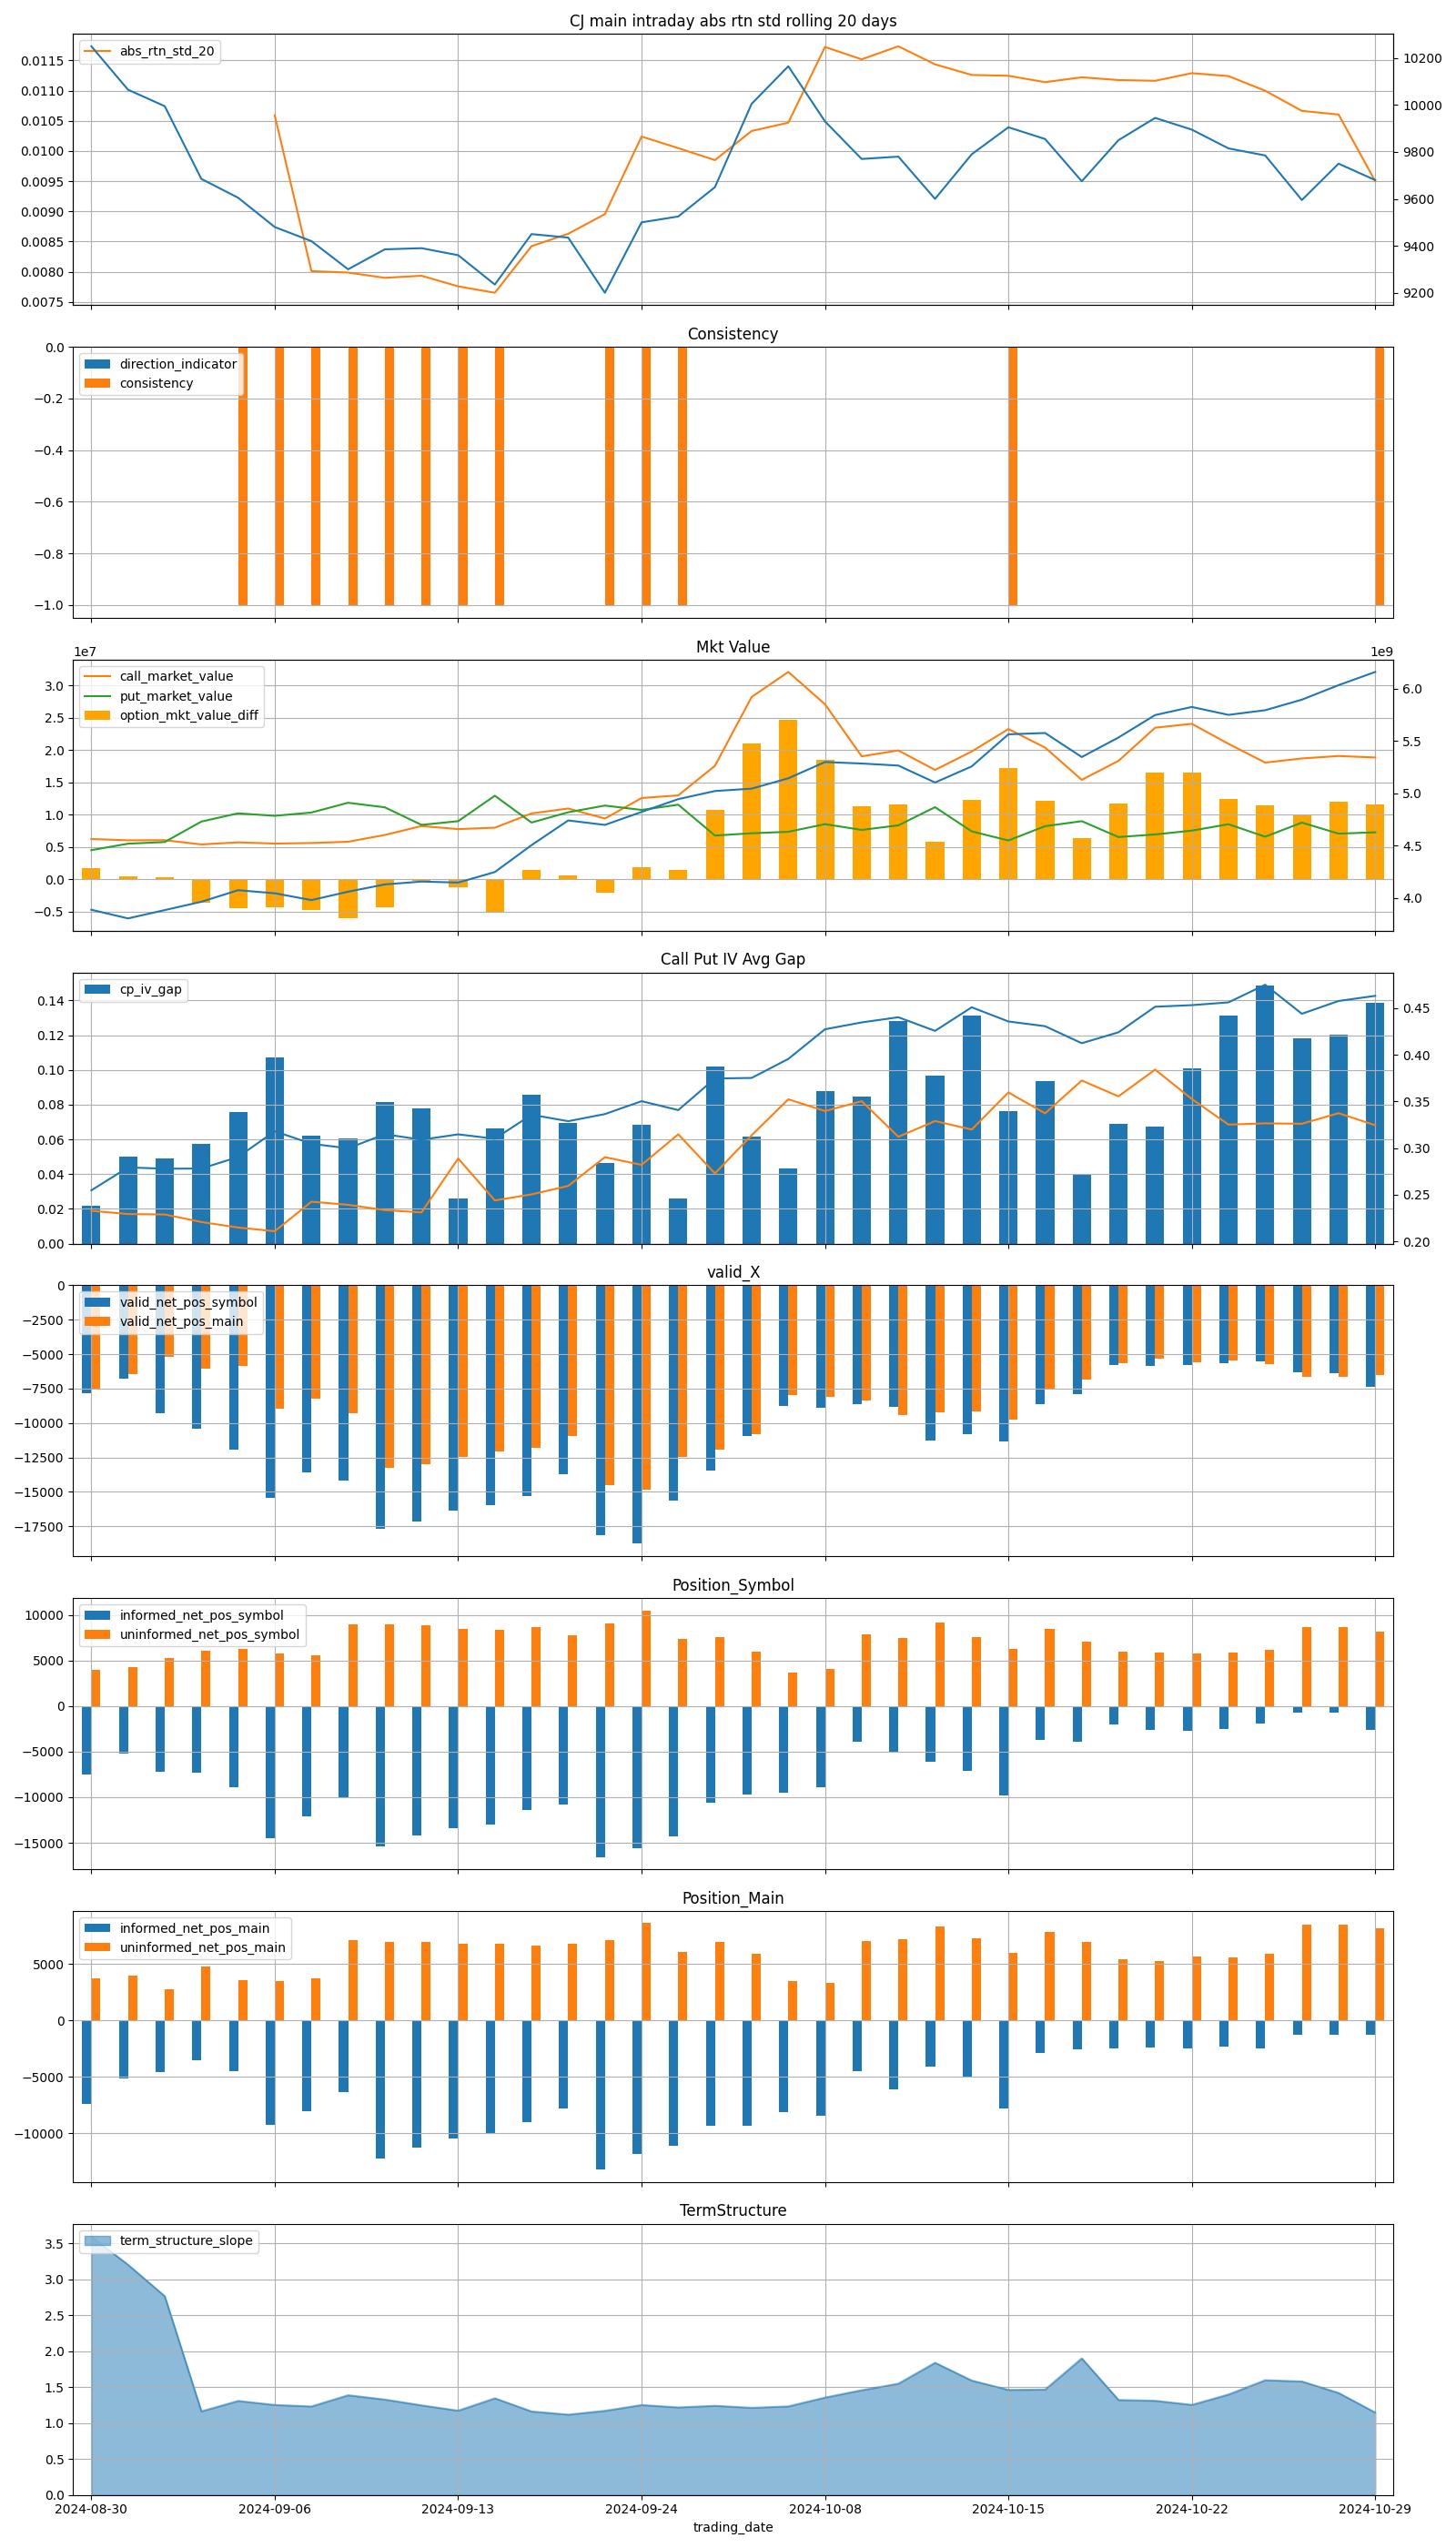 CJ main intraday abs rtn std rolling 20 days
abs_rtn_std_20
0.0115
0.0110
0.0105
0.0100
0.0095
0.0090
0.0085
0.0080
0.0075
10200
10000
9800
9600
9400
9200
Consistency
direction_indicator
consistency
0.0
−0.2
−0.4
−0.6
−0.8
−1.0
Mkt Value
1e7
1e9
call_market_value
put_market_value
option_mkt_value_diff
3.0
2.5
2.0
1.5
1.0
0.5
0.0
−0.5
6.0
5.5
5.0
4.5
4.0
Call Put IV Avg Gap
cp_iv_gap
0.14
0.12
0.10
0.08
0.06
0.04
0.02
0.00
0.45
0.40
0.35
0.30
0.25
0.20
valid_X
valid_net_pos_symbol
valid_net_pos_main
0
−2500
−5000
−7500
−10000
−12500
−15000
−17500
Position_Symbol
informed_net_pos_symbol
uninformed_net_pos_symbol
10000
5000
0
−5000
−10000
−15000
Position_Main
informed_net_pos_main
uninformed_net_pos_main
5000
0
−5000
−10000
TermStructure
term_structure_slope
3.5
3.0
2.5
2.0
1.5
1.0
0.5
0.0
2024-08-30 2024-09-06 2024-09-13 2024-09-24 2024-10-08 2024-10-15 2024-10-22 2024-10-29
trading_date